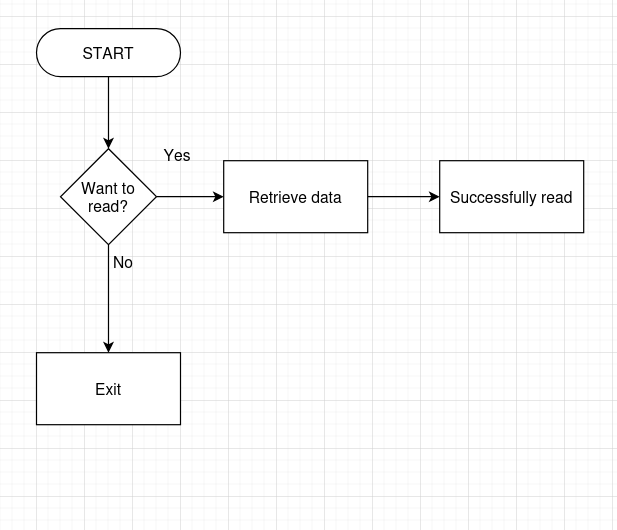 START
Yes
Want to
read?
Retrieve data
Successfully read
No
Exit